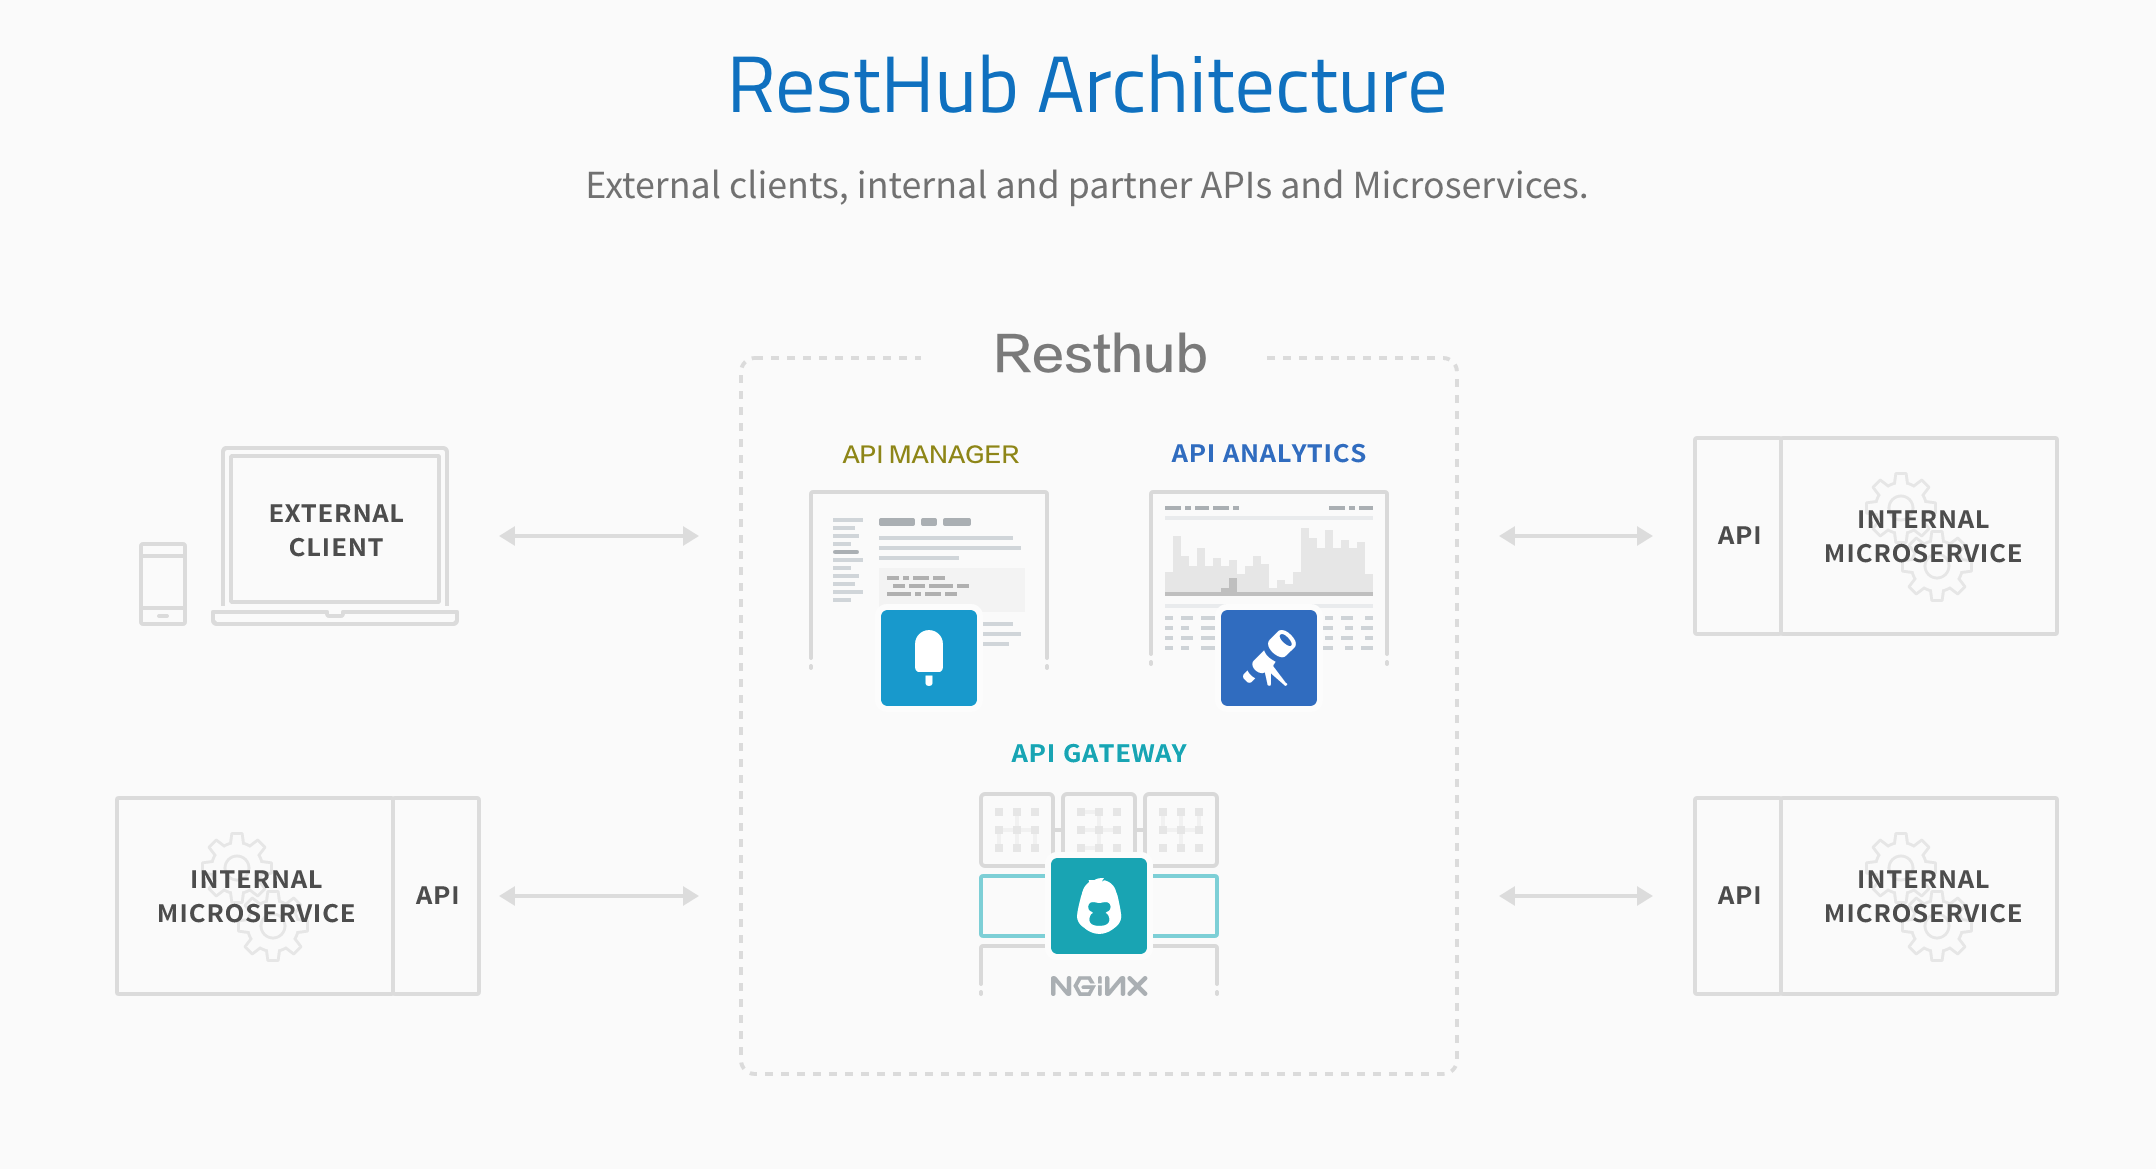 RestHub Architecture
External clients, internal and partner APIs and Microservices.
Resthub
API MANAGER
API ANALYTICS
EXTERNAL
CLIENT
API
INTERNAL
MICROSERVICE
API GATEWAY
INTERNAL
MICROSERVICE
API
NGINX
API
INTERNAL
MICROSERVICE